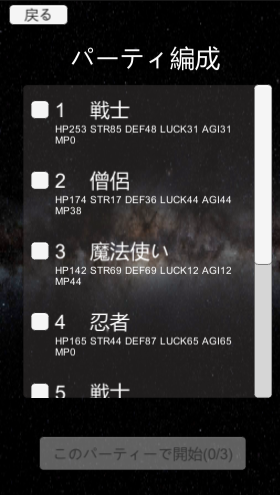 戻る
パーティ編成
1 戦士
HP253 STR85 DEF48 LUCK31 AGI31
MP0
2 僧侶
HP174 STR17 DEF36 LUCK44 AGI44
MP38
3 魔法使い
HP142 STR69 DEF69 LUCK12 AGI12
MP44
4 忍者
HP165 STR44 DEF87 LUCK65 AGI65
MP0
5 戦士
このパーティーで開始(0/3)